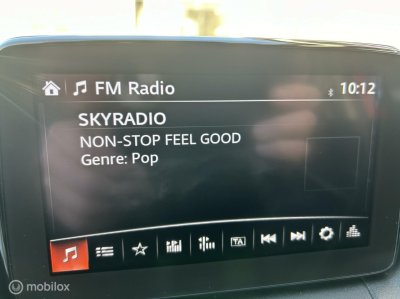 FM Radio 10:12
SKYRADIO
NON-STOP FEEL GOOD
Genre: Pop
TA
mobilox